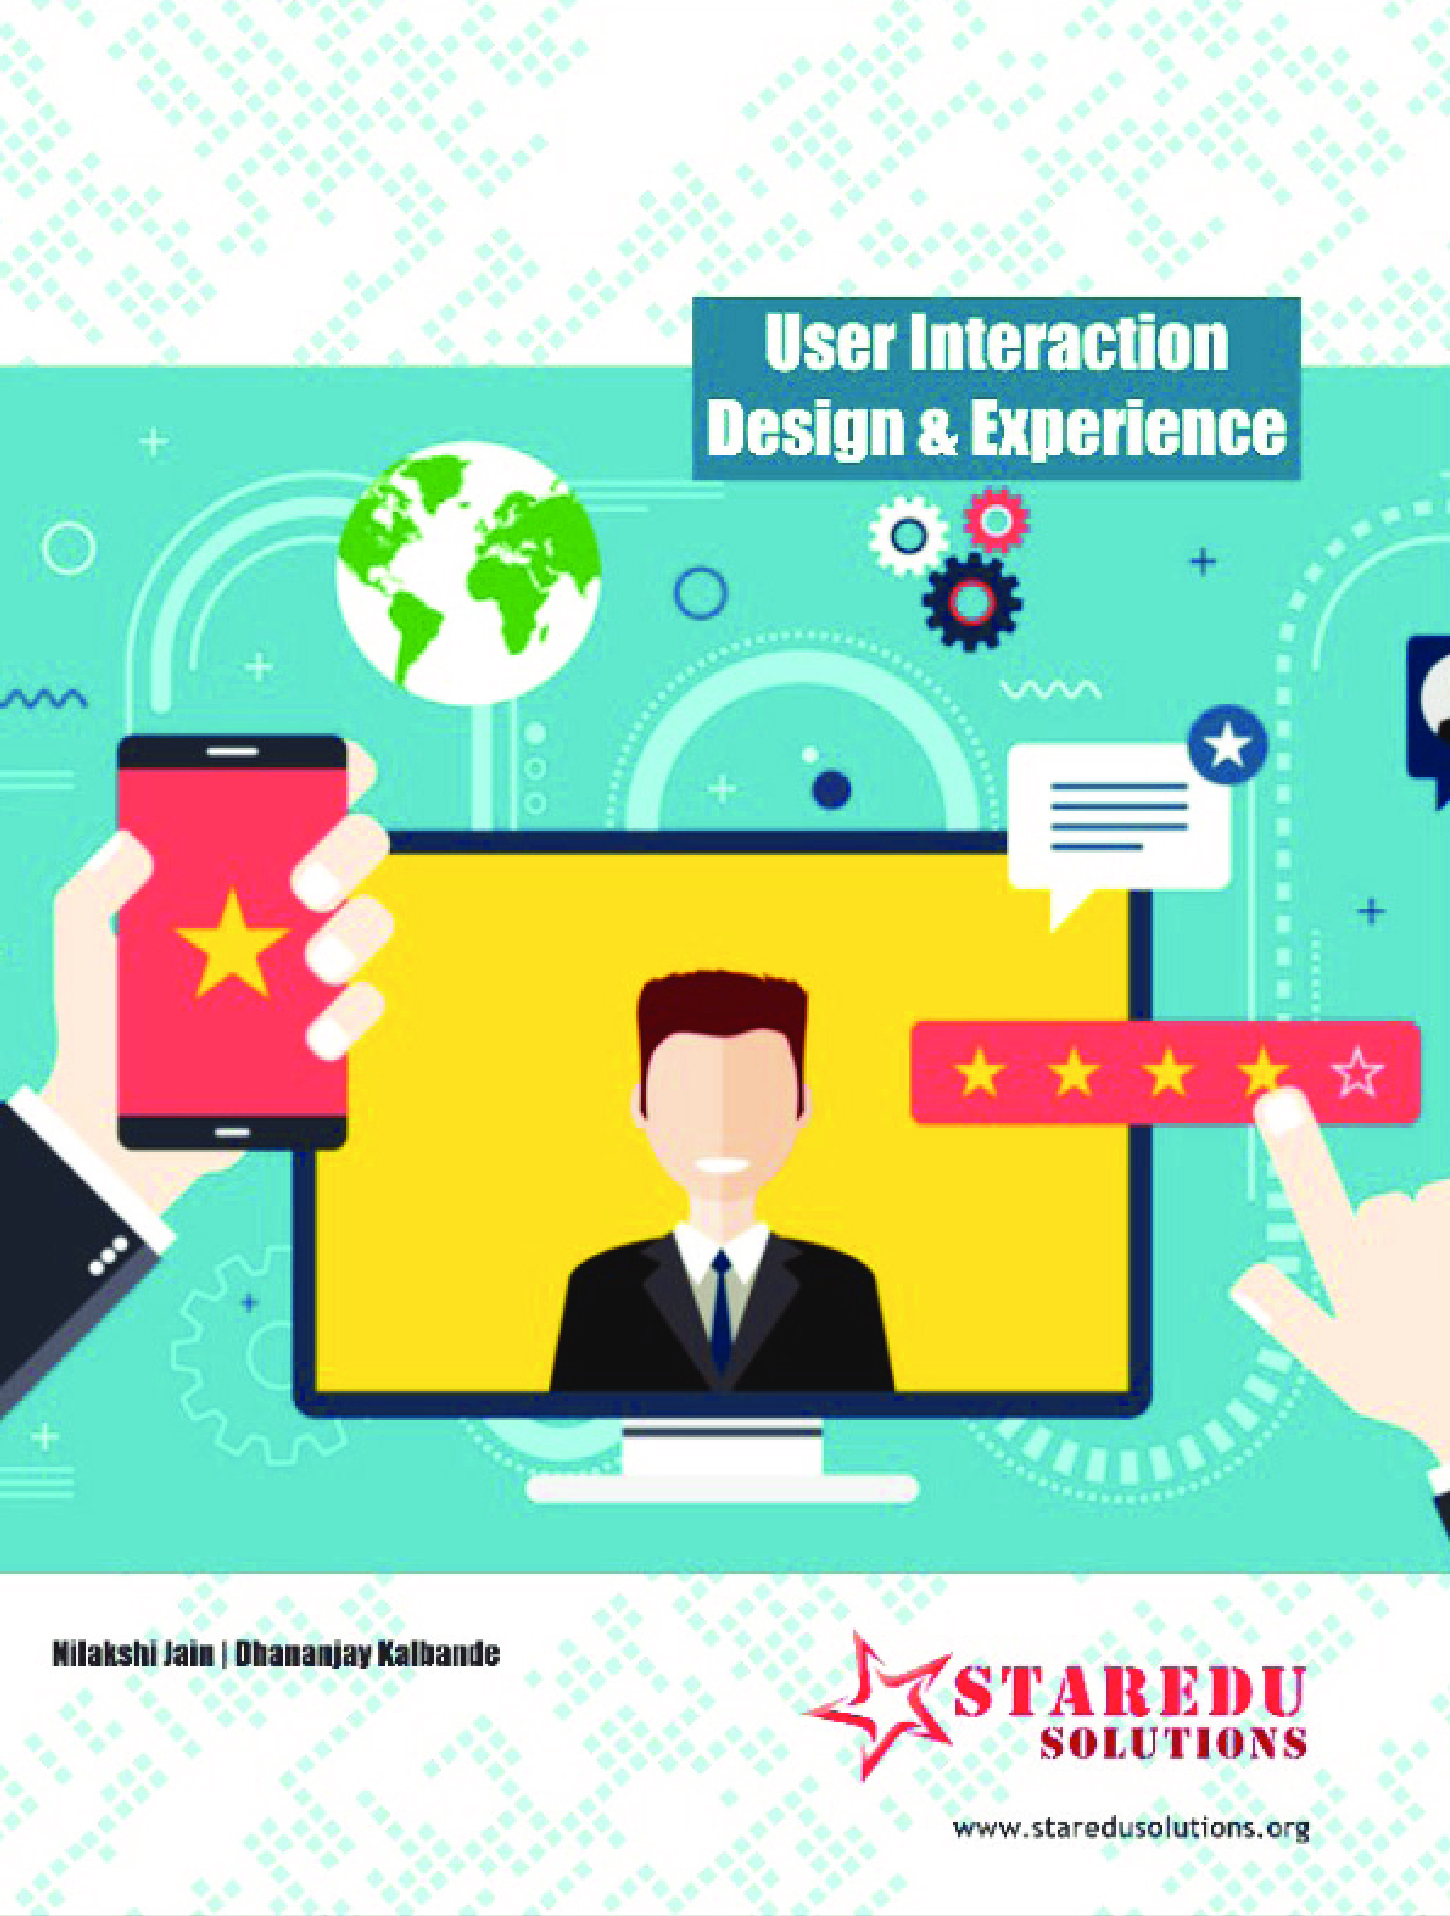 User Interaction
Design & Experience
Nilakshi Jain | Dhananjay Kalbande
STAREDU
SOLUTIONS
www.staredusolutions.org